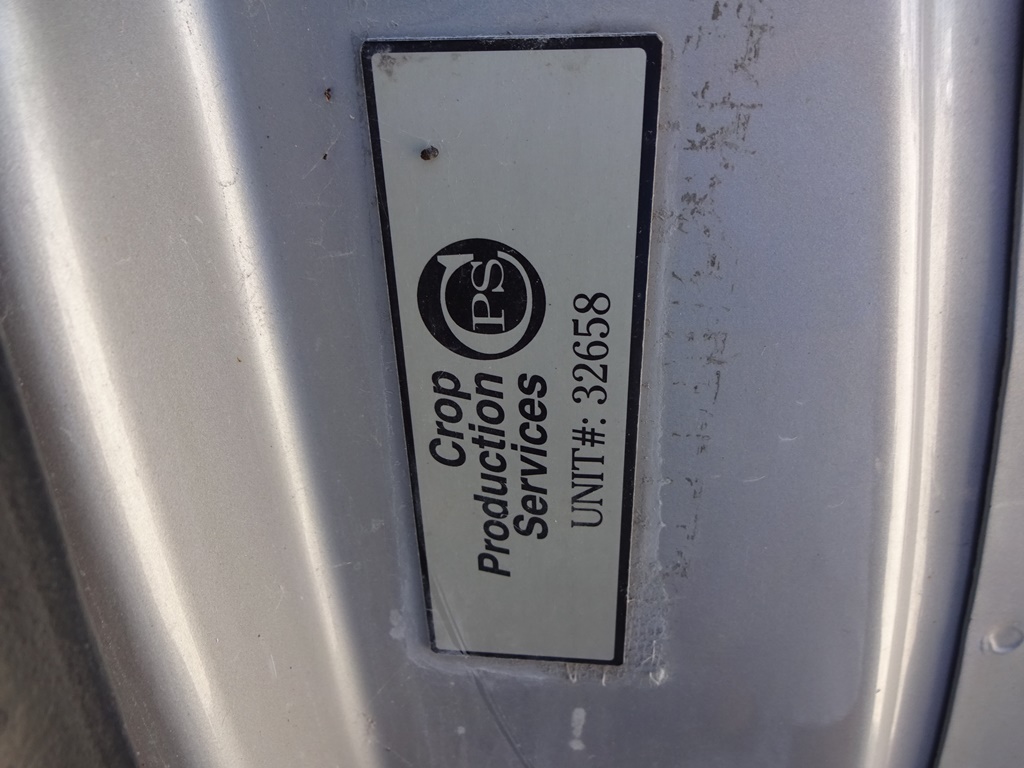 Crop
Production
Services
CPS
UNIT#: 32658